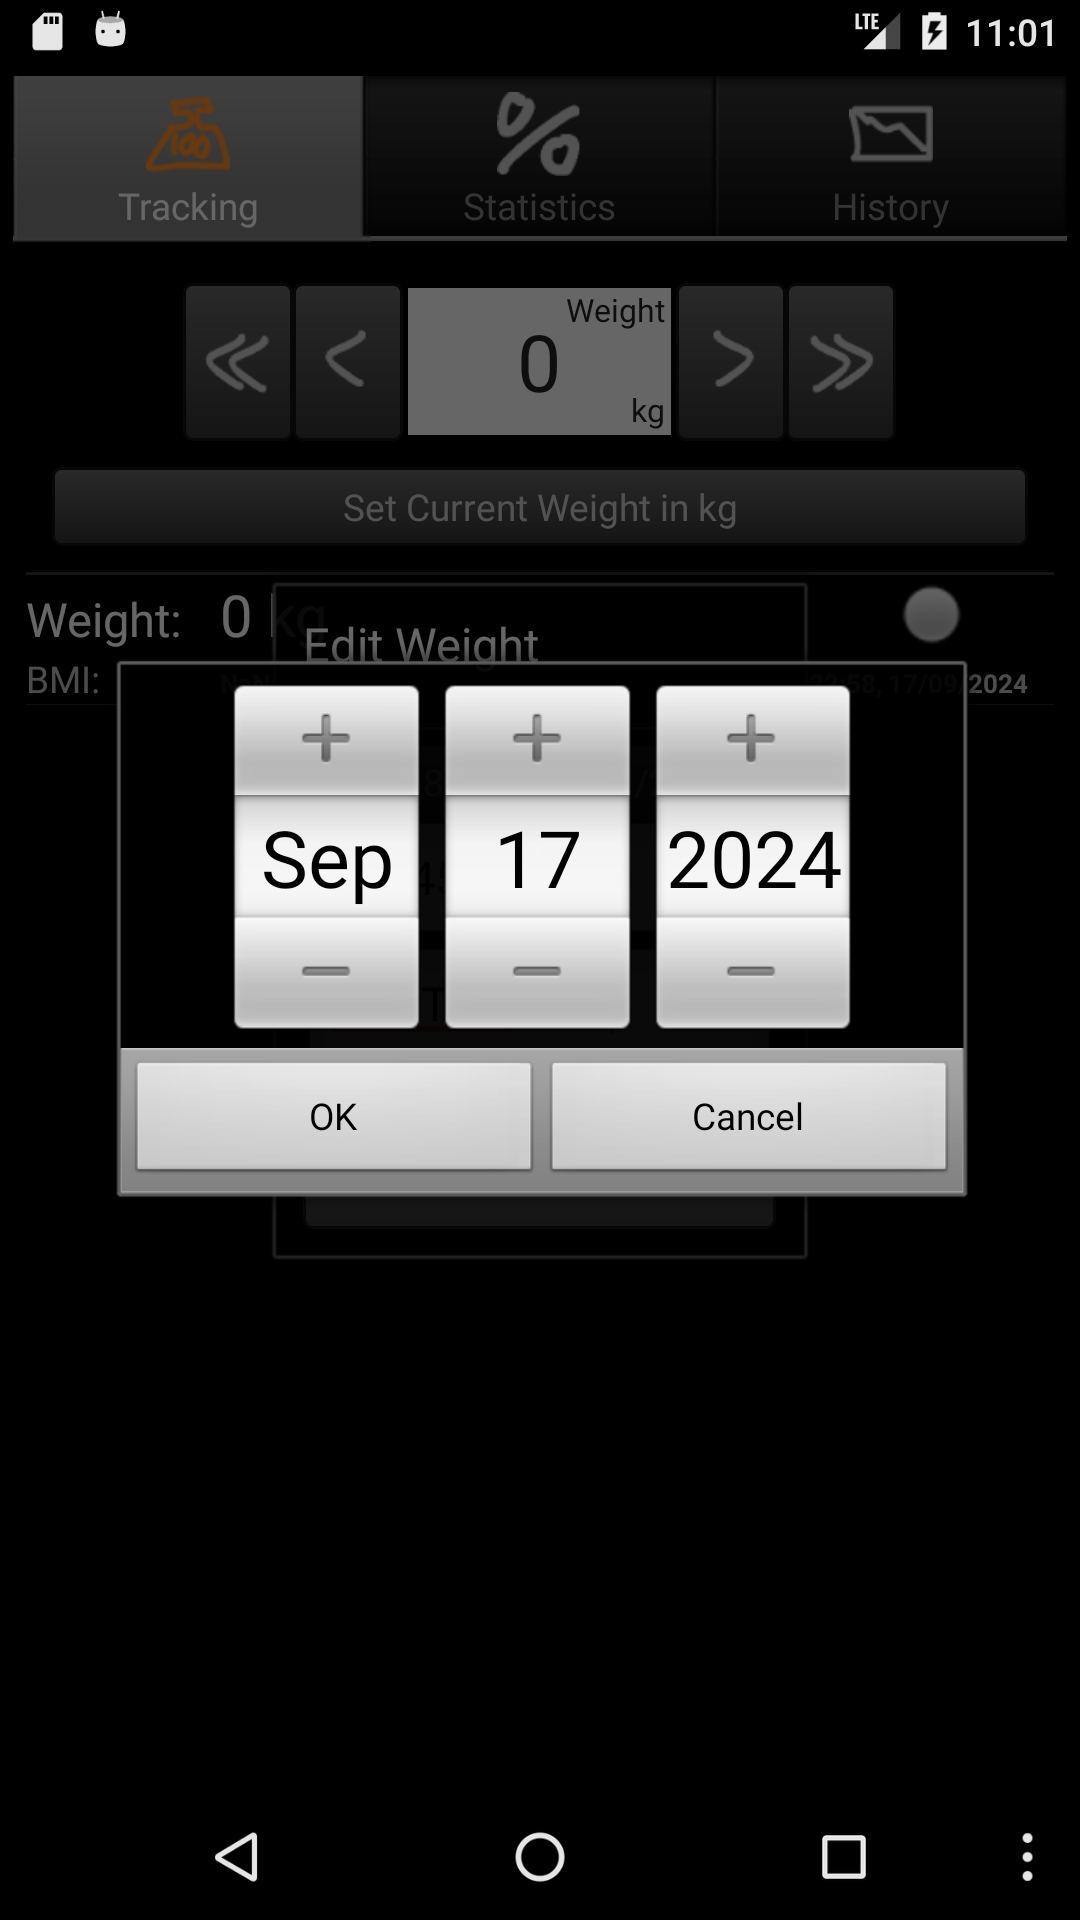 LTE 11:01
Tracking Statistics History
Weight
0
kg
Set Current Weight in kg
Weight: 0 kg
Edit Weight
BMI: NaN 22:58, 17/09/2024
Sep 17 2024
OK Cancel